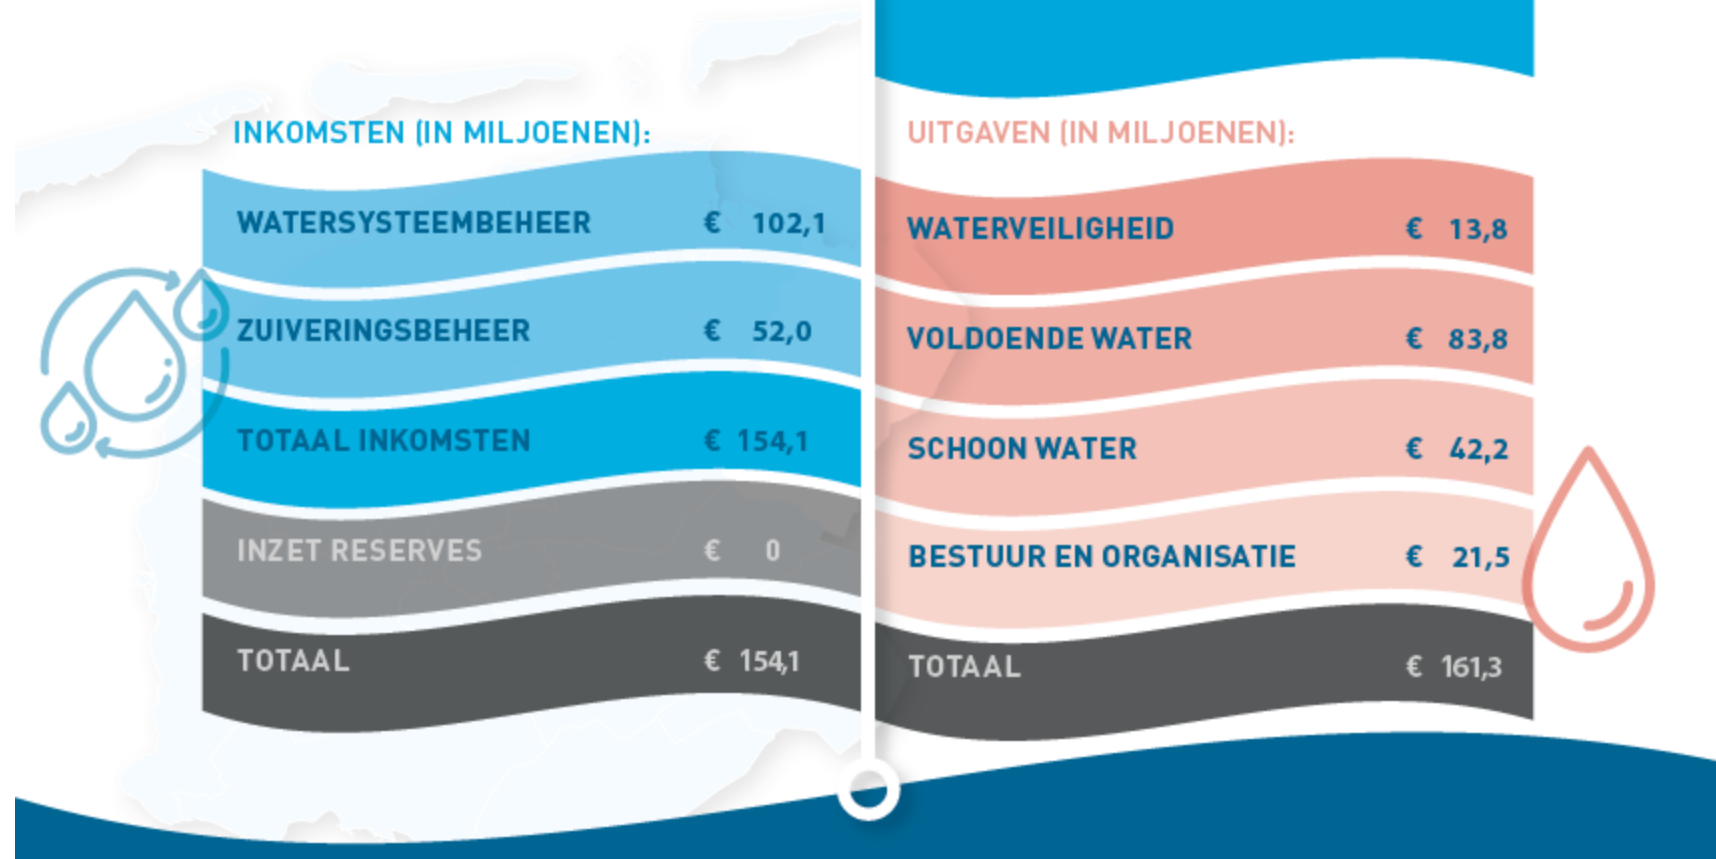 INKOMSTEN (IN MILJOENEN):
WATERSYSTEEMBEHEER € 102,1
ZUIVERINGSBEHEER € 52,0
TOTAAL INKOMSTEN € 154,1
INZET RESERVES € 0
TOTAAL € 154,1
UITGAVEN (IN MILJOENEN):
WATERVEILIGHEID € 13,8
VOLDOENDE WATER € 83,8
SCHOON WATER € 42,2
BESTUUR EN ORGANISATIE € 21,5
TOTAAL € 161,3